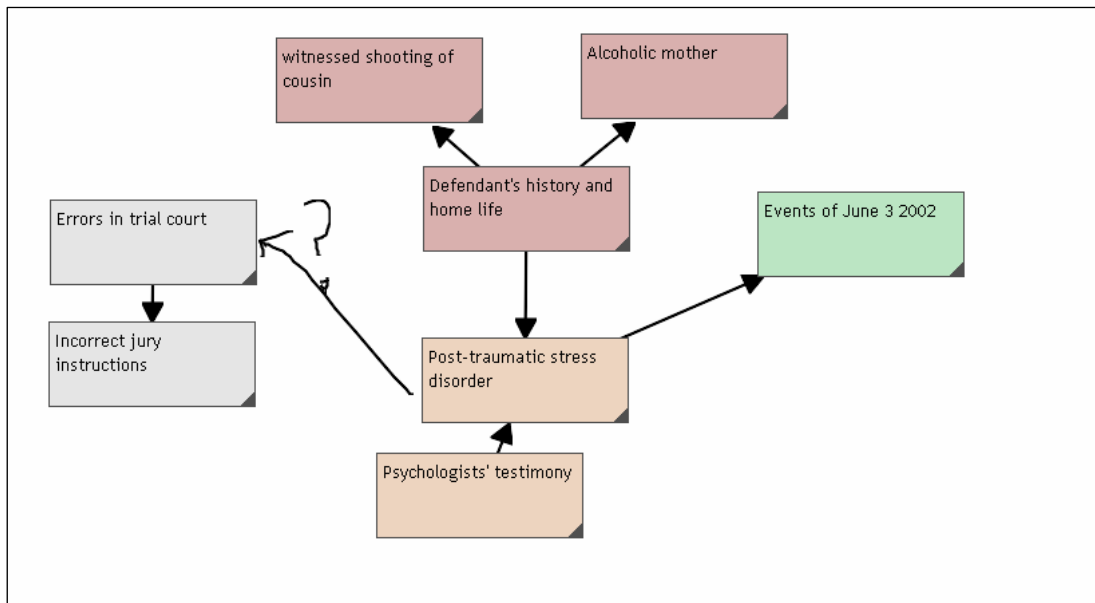 witnessed shooting of
cousin
Alcoholic mother
Defendant's history and
home life
Errors in trial court
?
Events of June 3 2002
Incorrect jury
instructions
Post-traumatic stress
disorder
Psychologists' testimony